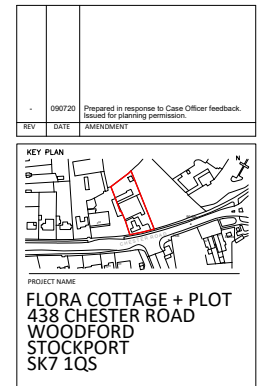 - 090720 Prepared in response to Case Officer feedback.
Issued for planning permission.
REV DATE AMENDMENT
KEY PLAN
N
CHESTER
PROJECT NAME
FLORA COTTAGE + PLOT
438 CHESTER ROAD
WOODFORD
STOCKPORT
SK7 1QS